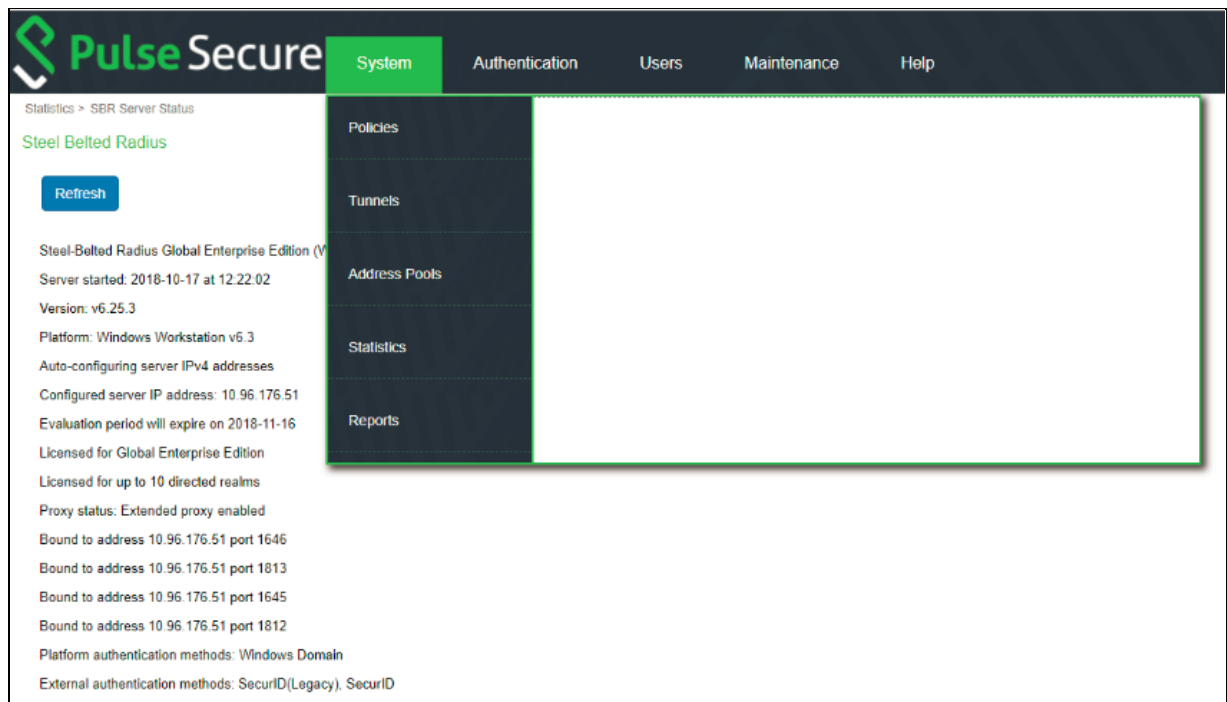 Pulse Secure
System Authentication Users Maintenance Help
Statistics > SBR Server Status
Steel Belted Radius
Refresh
Policies
Tunnels
Address Pools
Statistics
Reports
Steel-Belted Radius Global Enterprise Edition
Server started: 2018-10-17 at 12:22:02
Version: v6.25.3
Platform: Windows Workstation v6.3
Auto-configuring server IPv4 addresses
Configured server IP address: 10.96.176.51
Evaluation period will expire on 2018-11-16
Licensed for Global Enterprise Edition
Licensed for up to 10 directed realms
Proxy status: Extended proxy enabled
Bound to address 10.96.176.51 port 1646
Bound to address 10.96.176.51 port 1813
Bound to address 10.96.176.51 port 1645
Bound to address 10.96.176.51 port 1812
Platform authentication methods: Windows Domain
External authentication methods: SecurID(Legacy), SecurID